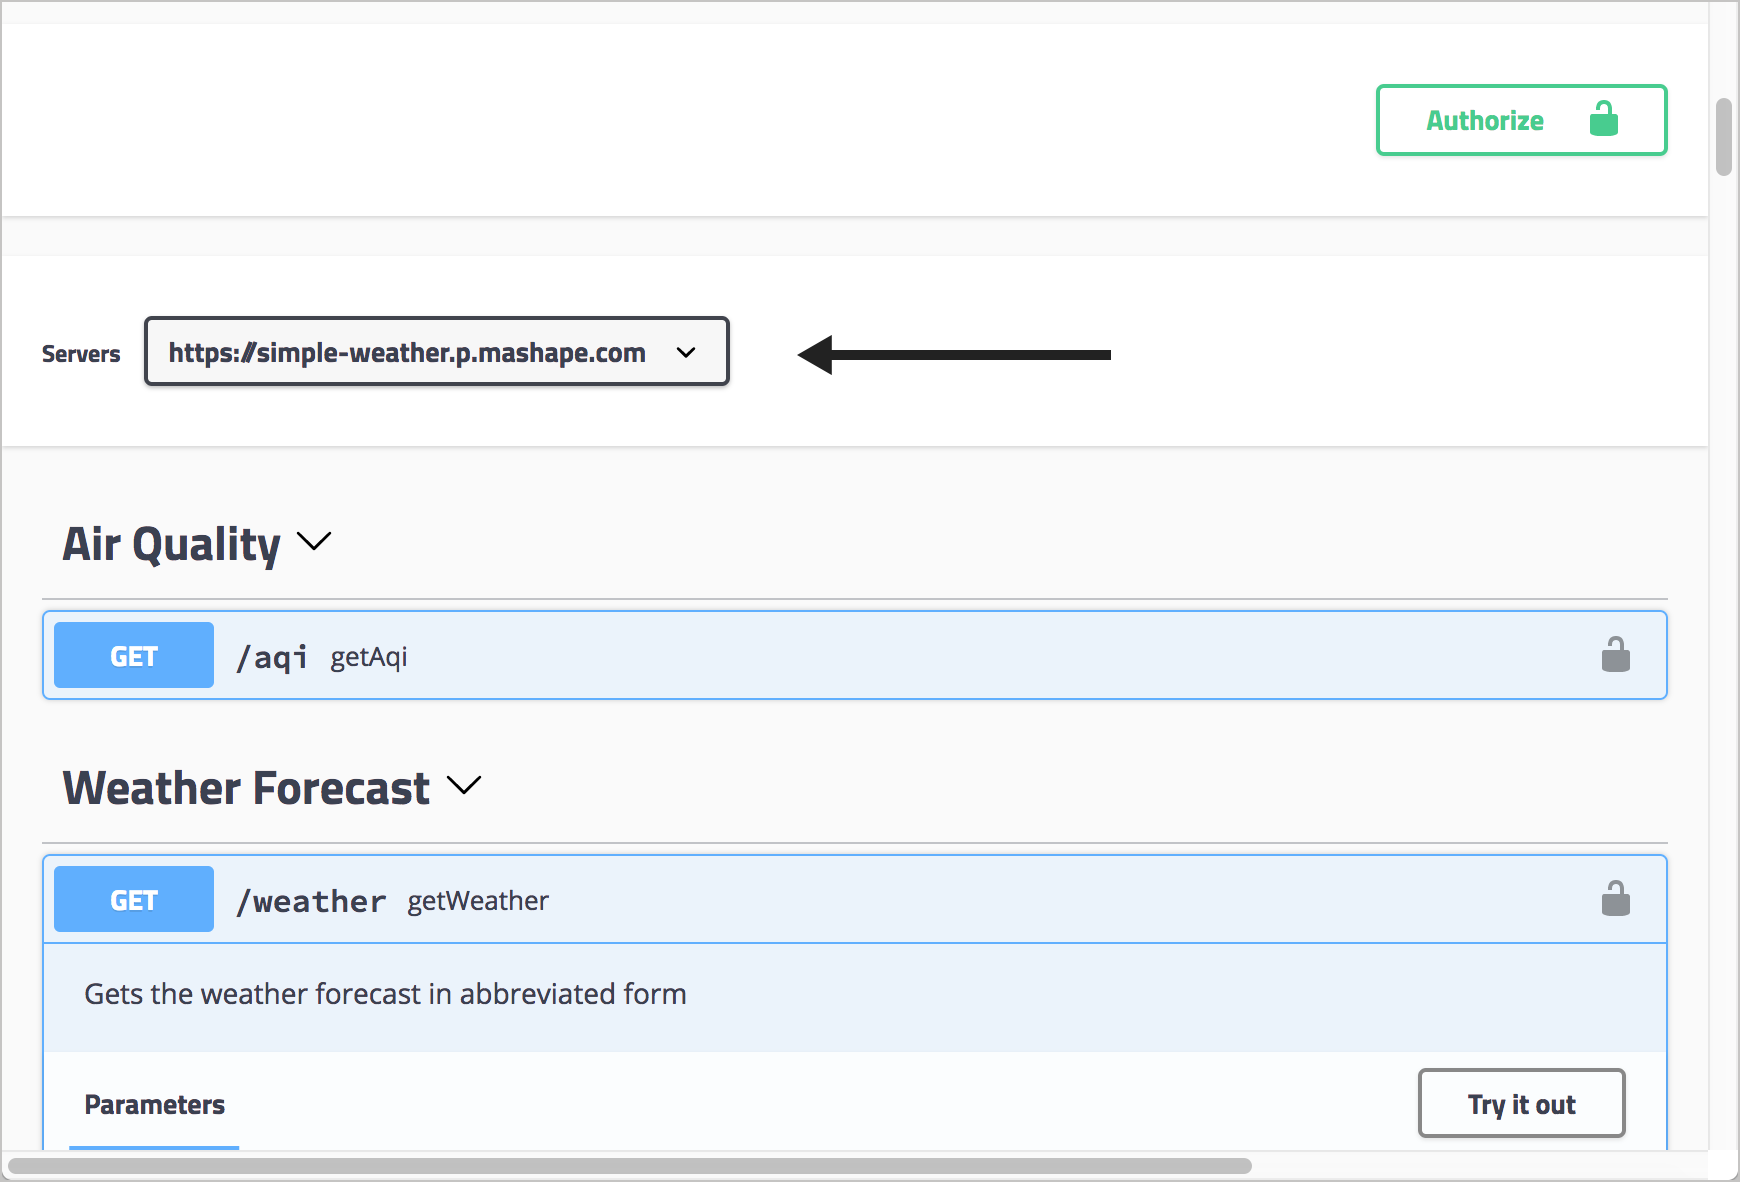 Authorize
Servers https://simple-weather.p.mashape.com
Air Quality
GET /aqi getAqi
Weather Forecast
GET /weather getWeather
Gets the weather forecast in abbreviated form
Parameters Try it out